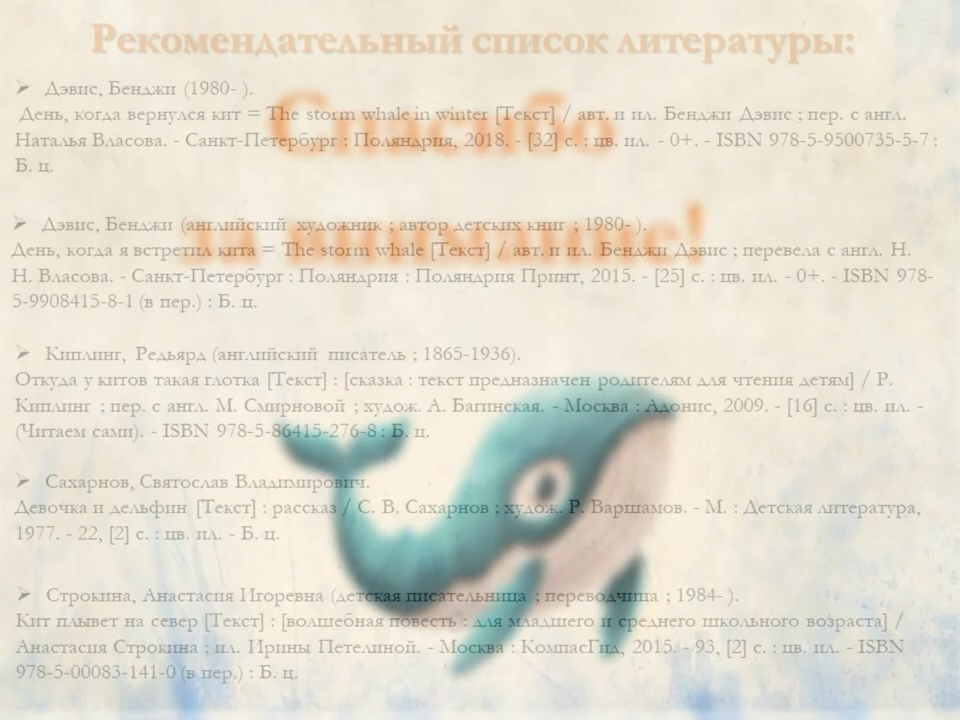 Рекомендательный список литературы:
Спасибо
за внимание!
➢ Дэвис, Бенджи (1980- ).
День, когда вернулся кит = The storm whale in winter [Текст] / авт. и ил. Бенджи Дэвис ; пер. с англ.
Наталья Власова. - Санкт-Петербург : Поляндрия, 2018. - [32] с. : цв. ил. - 0+. - ISBN 978-5-9500735-5-7 :
Б. ц.
➢ Дэвис, Бенджи (английский художник ; автор детских книг ; 1980- ).
День, когда я встретил кита = The storm whale [Текст] / авт. и ил. Бенджи Дэвис ; перевела с англ. Н.
Н. Власова. - Санкт-Петербург : Поляндрия : Поляндрия Принт, 2015. - [25] с. : цв. ил. - 0+. - ISBN 978-
5-9908415-8-1 (в пер.) : Б. ц.
➢ Киплинг, Редьярд (английский писатель ; 1865-1936).
Откуда у китов такая глотка [Текст] : [сказка : текст предназначен родителям для чтения детям] / Р.
Киплинг ; пер. с англ. М. Смирновой ; худож. А. Багинская. - Москва : Адонис, 2009. - [16] с. : цв. ил. -
(Читаем сами). - ISBN 978-5-86415-276-8 : Б. ц.
➢ Сахарнов, Святослав Владимирович.
Девочка и дельфин [Текст] : рассказ / С. В. Сахарнов ; худож. Р. Варшамов. - М. : Детская литература,
1977. - 22, [2] с. : цв. ил. - Б. ц.
➢ Строкина, Анастасия Игоревна (детская писательница ; переводчица ; 1984- ).
Кит плывет на север [Текст] : [волшебная повесть : для младшего и среднего школьного возраста] /
Анастасия Строкина ; ил. Ирины Петелиной. - Москва : КомпасГид, 2015. - 93, [2] с. : цв. ил. - ISBN
978-5-00083-141-0 (в пер.) : Б. ц.